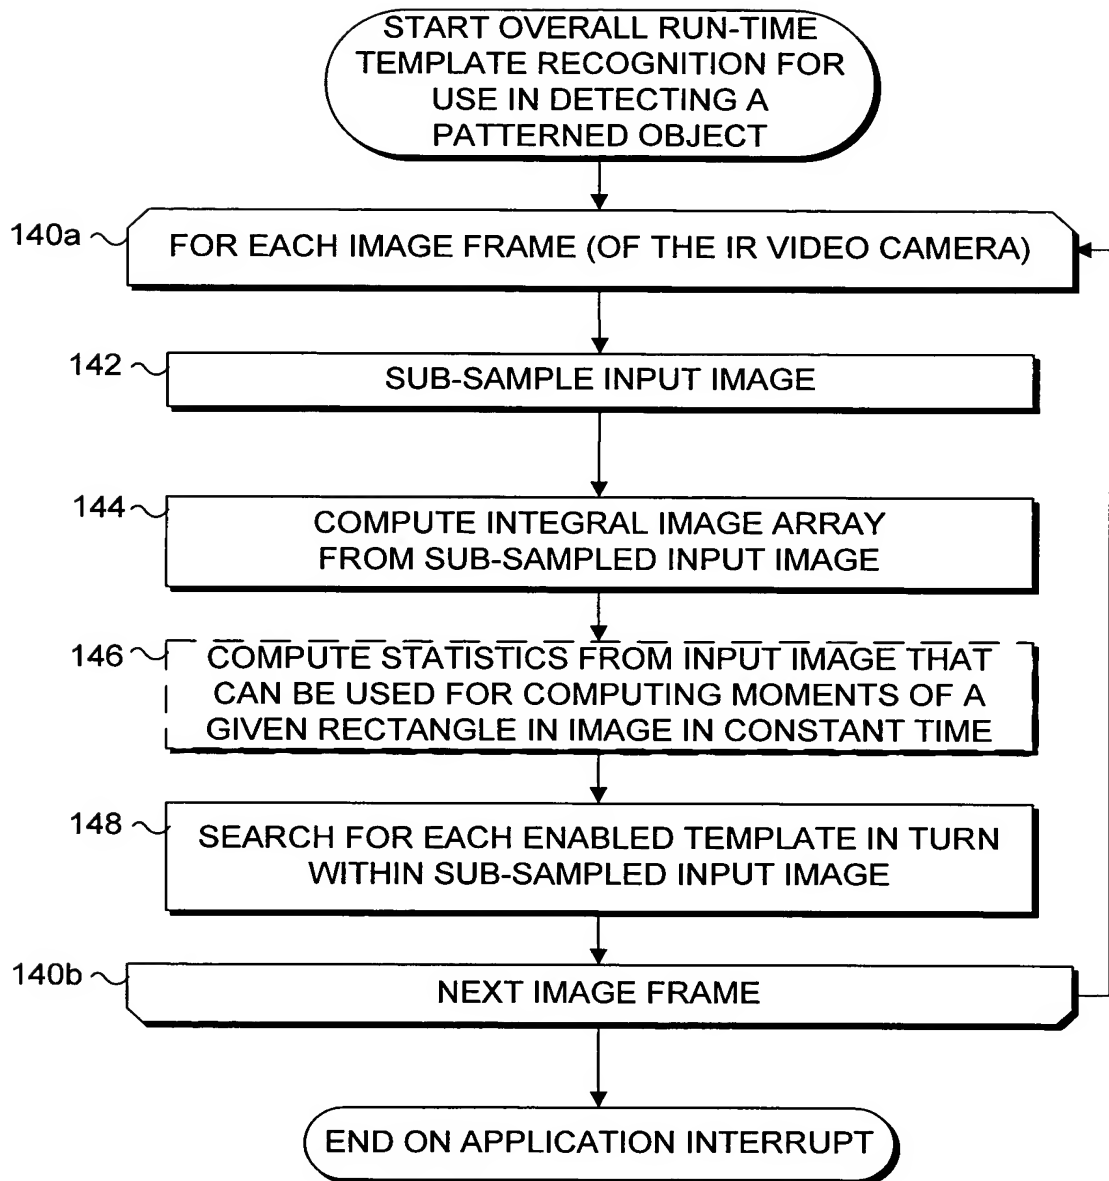 START OVERALL RUN-TIME
TEMPLATE RECOGNITION FOR
USE IN DETECTING A
PATTERNED OBJECT
140a
FOR EACH IMAGE FRAME (OF THE IR VIDEO CAMERA)
142
SUB-SAMPLE INPUT IMAGE
144
COMPUTE INTEGRAL IMAGE ARRAY
FROM SUB-SAMPLED INPUT IMAGE
146
COMPUTE STATISTICS FROM INPUT IMAGE THAT
CAN BE USED FOR COMPUTING MOMENTS OF A
GIVEN RECTANGLE IN IMAGE IN CONSTANT TIME
148
SEARCH FOR EACH ENABLED TEMPLATE IN TURN
WITHIN SUB-SAMPLED INPUT IMAGE
140b
NEXT IMAGE FRAME
END ON APPLICATION INTERRUPT